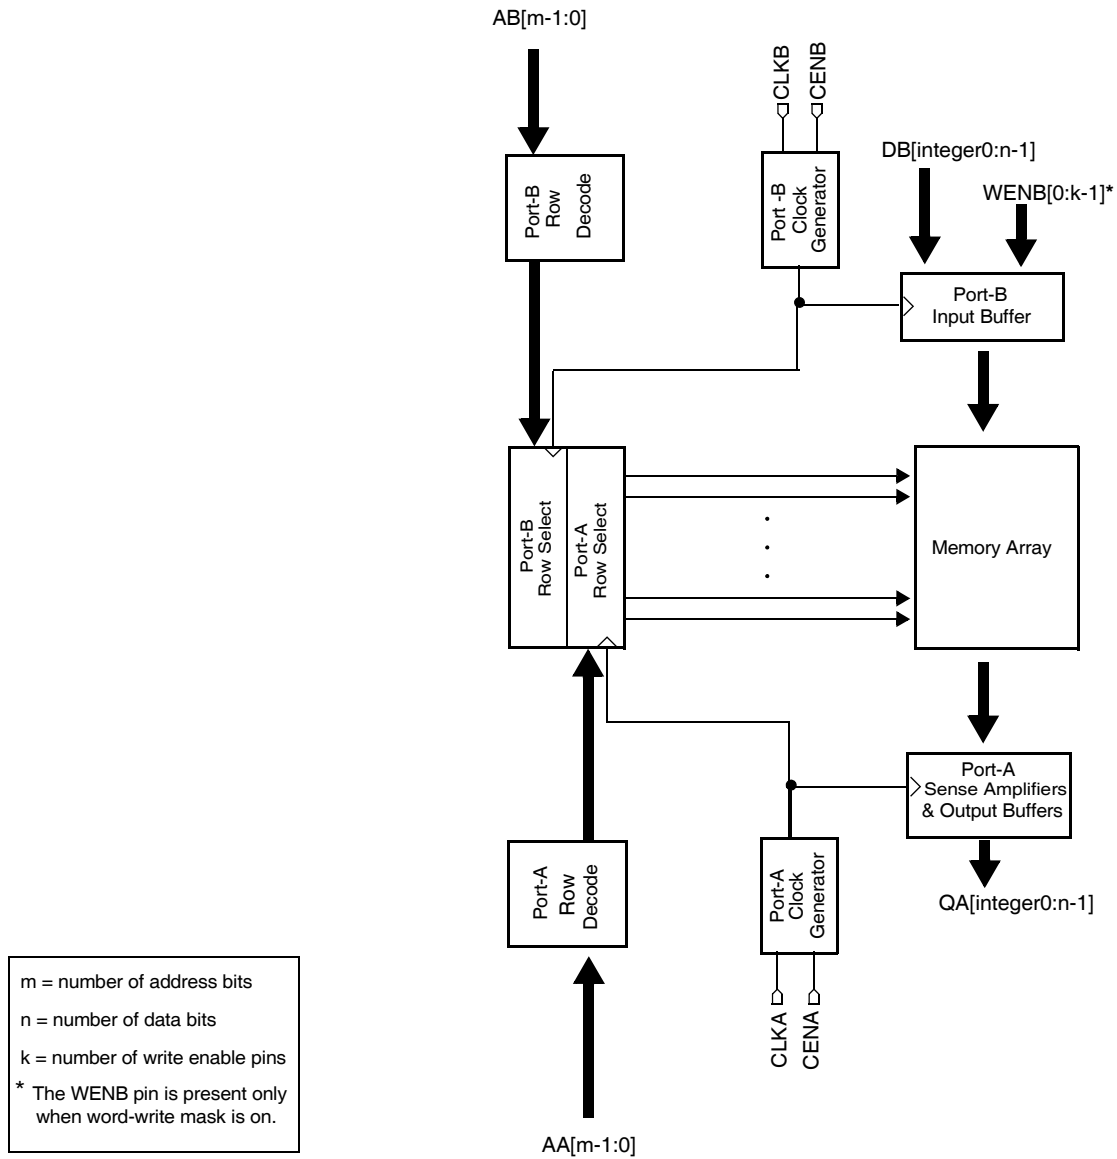 AB[m-1:0]
CLKB
CENB
DB[integer0:n-1]
WENB[0:k-1]*
Port-B
Row
Decode
Port -B
Clock
Generator
Port-B
Input Buffer
Port-B
Row Select
Port-A
Row Select
Memory Array
Port-A
Sense Amplifiers
& Output Buffers
Port-A
Row
Decode
Port-A
Clock
Generator
QA[integer0:n-1]
CLKA
CENA
AA[m-1:0]
m = number of address bits
n = number of data bits
k = number of write enable pins
* The WENB pin is present only
when word-write mask is on.